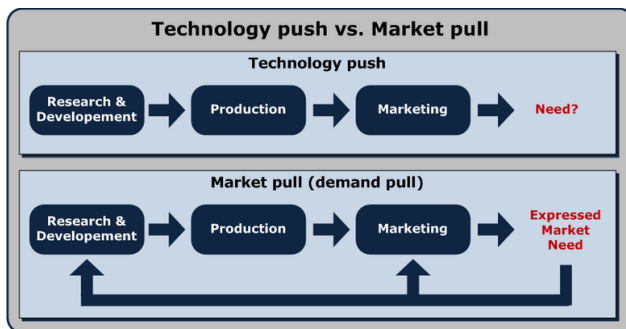 Technology push vs. Market pull
Technology push
Research &
Developement
Production
Marketing
Need?
Market pull (demand pull)
Research &
Developement
Production
Marketing
Expressed
Market
Need